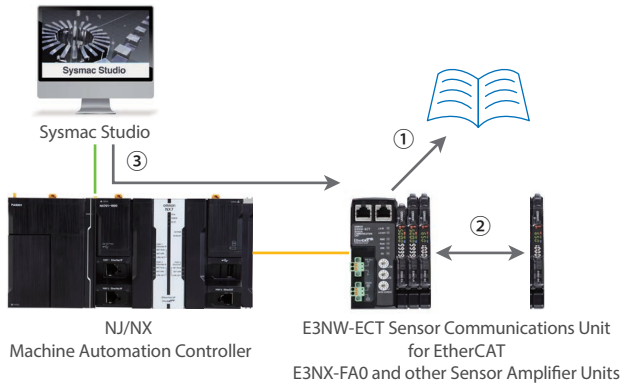 Sysmac Studio
Sysmac Studio
①
③
②
NJ/NX
Machine Automation Controller
E3NW-ECT Sensor Communications Unit
for EtherCAT
E3NX-FA0 and other Sensor Amplifier Units